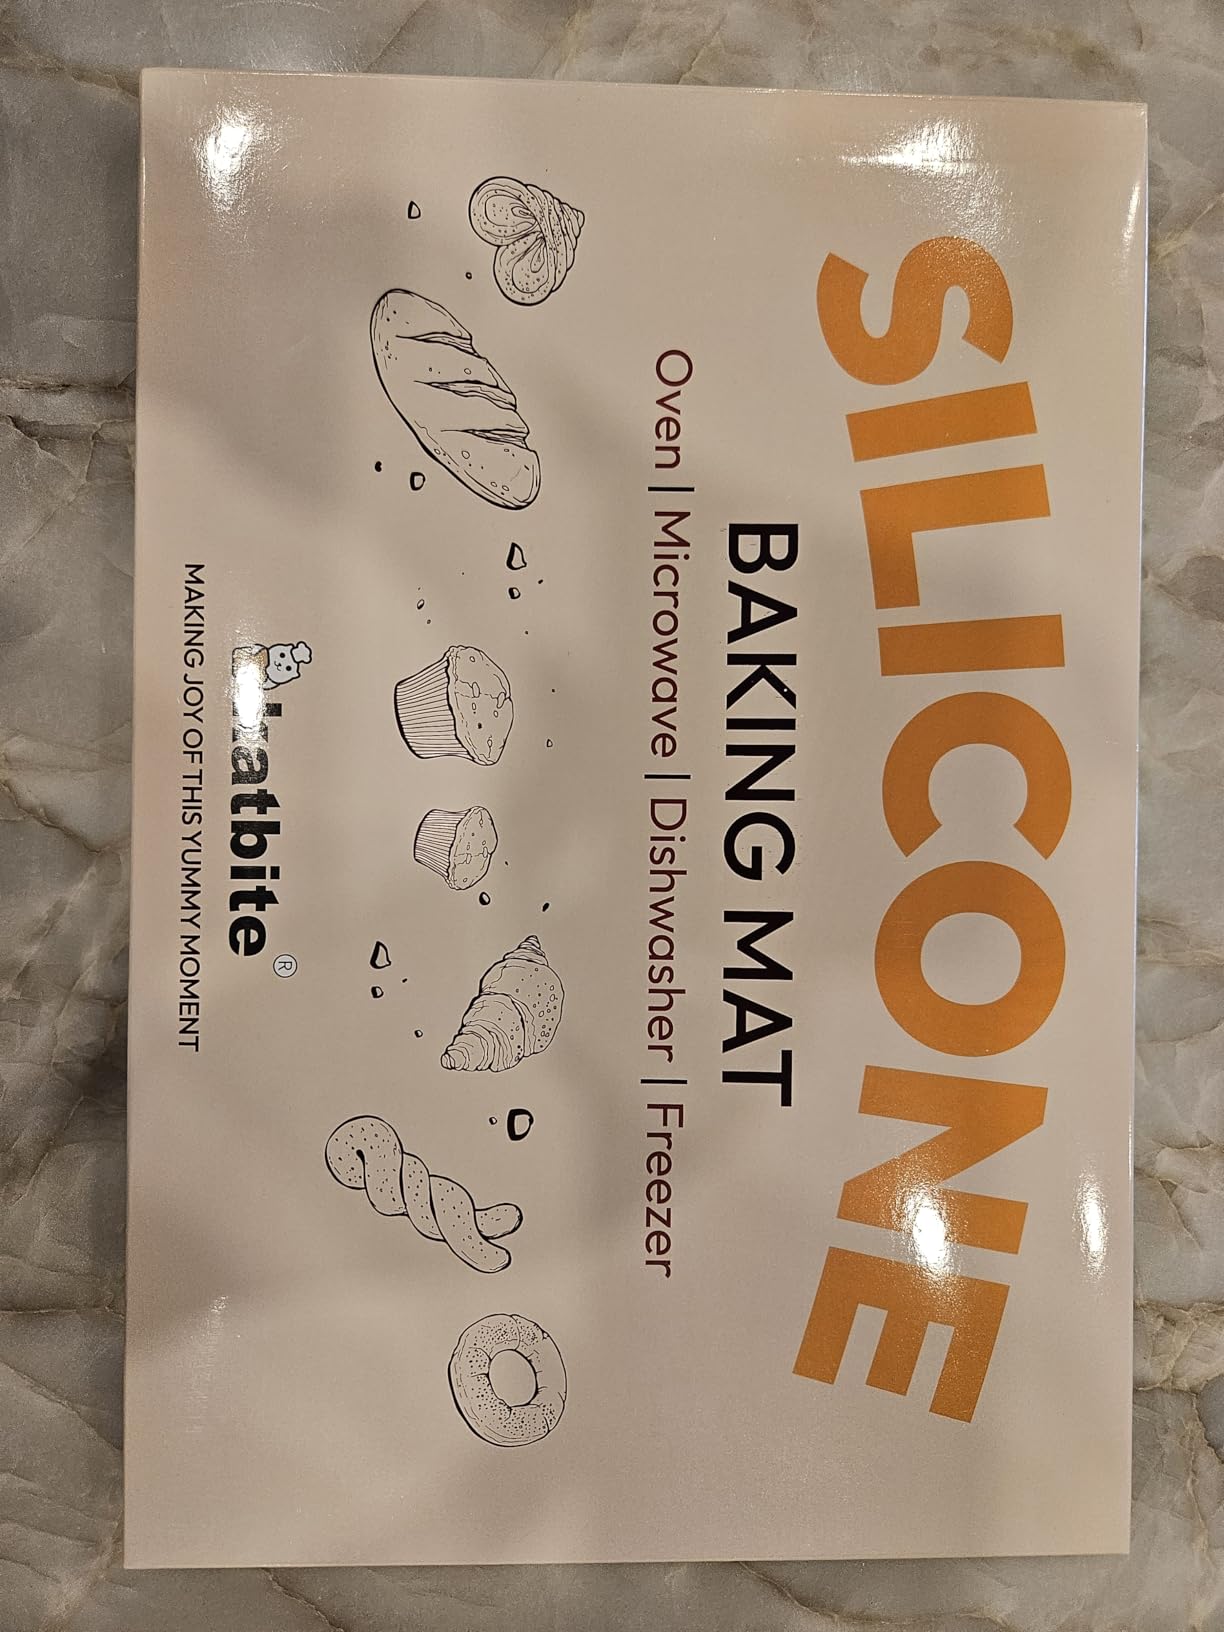 SILICONE
BAKING MAT
Oven | Microwave | Dishwasher | Freezer
®
MAKING JOY OF THIS YUMMY MOMENT